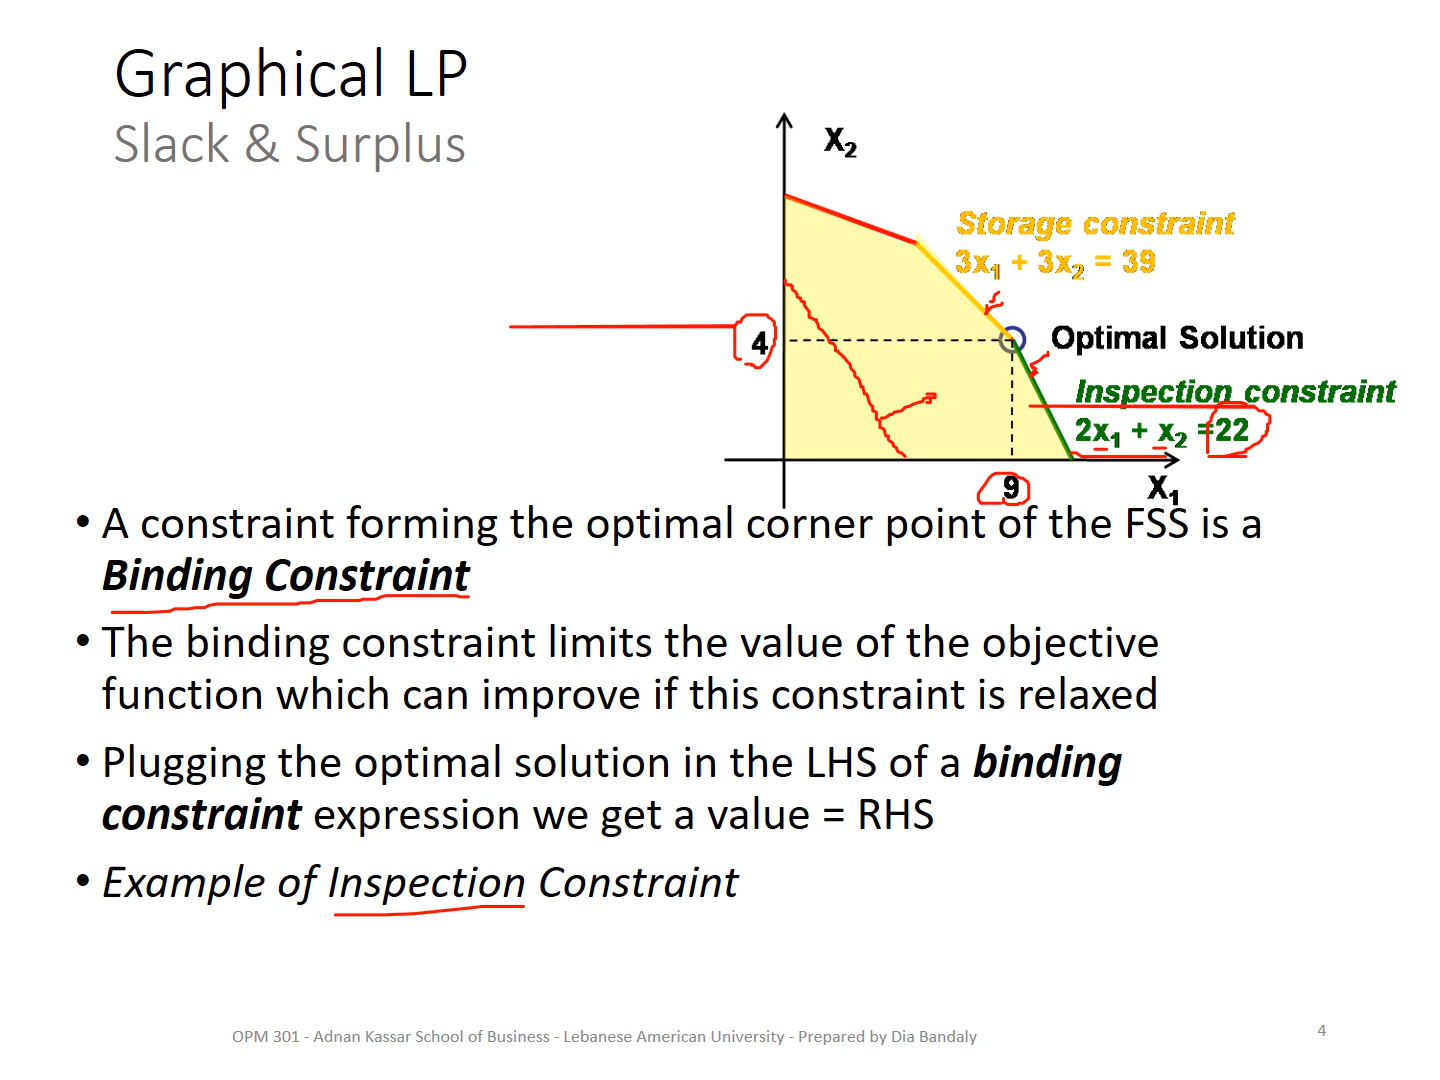 Graphical LP
Slack & Surplus
X₂
Storage constraint
3x₁ + 3x₂ = 39
4
Optimal Solution
Inspection constraint
2x₁ + x₂ =22
9
X₁
• A constraint forming the optimal corner point of the FSS is a
Binding Constraint
• The binding constraint limits the value of the objective
function which can improve if this constraint is relaxed
• Plugging the optimal solution in the LHS of a binding
constraint expression we get a value = RHS
• Example of Inspection Constraint
OPM 301 - Adnan Kassar School of Business - Lebanese American University - Prepared by Dia Bandaly
4